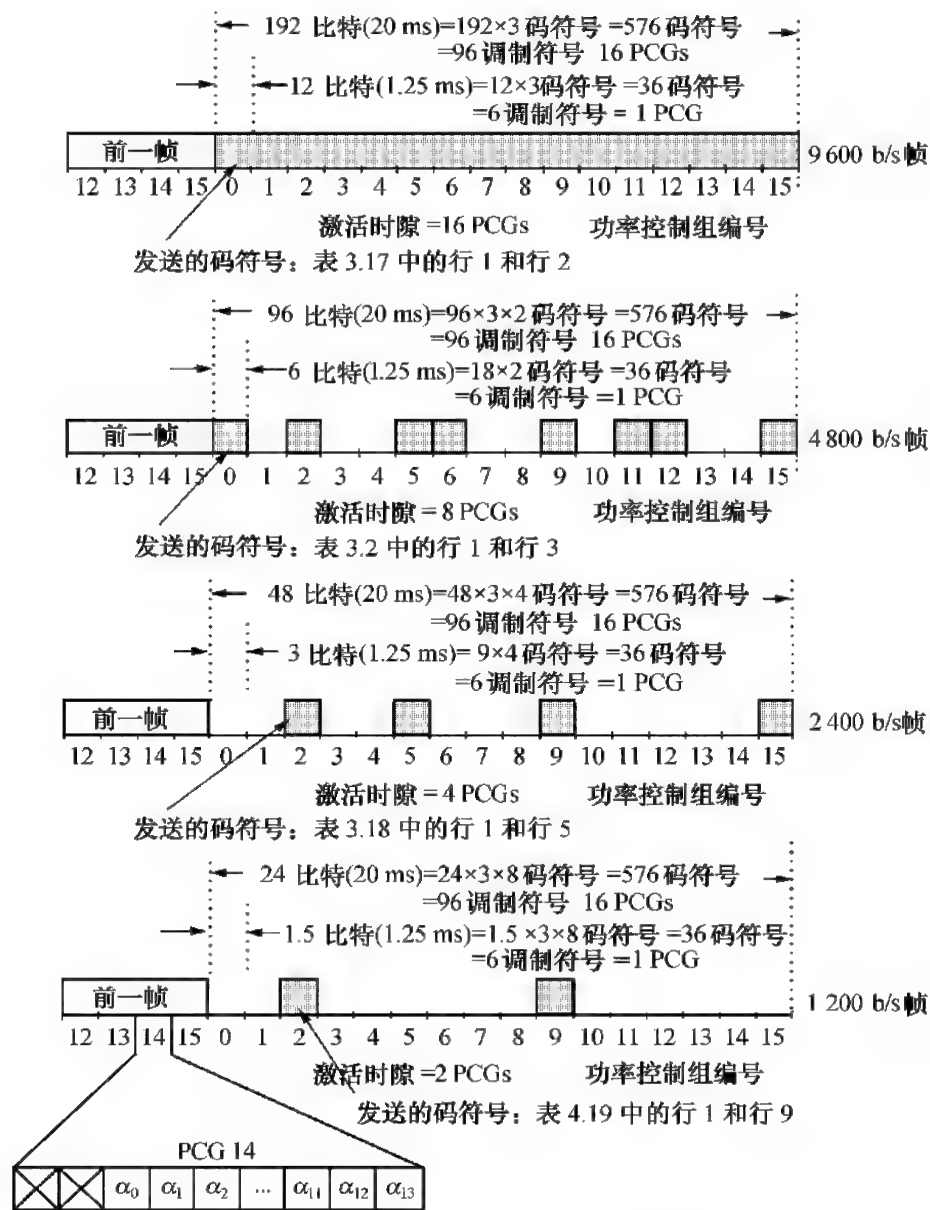 192 比特(20 ms)=192×3 码符号 =576 码符号
=96 调制符号 16 PCGs
12 比特(1.25 ms)=12×3码符号 =36 码符号
=6 调制符号 = 1 PCG
前一帧
9 600 b/s 帧
12 13 14 15 0 1 2 3 4 5 6 7 8 9 10 11 12 13 14 15
激活时隙 =16 PCGs 功率控制组编号
发送的码符号：表 3.17 中的行 1 和行 2
96 比特(20 ms)=96×3×2 码符号 =576 码符号
=96 调制符号 16 PCGs
6 比特(1.25 ms)=18×2 码符号 =36 码符号
=6 调制符号 =1 PCG
前一帧
4 800 b/s 帧
12 13 14 15 0 1 2 3 4 5 6 7 8 9 10 11 12 13 14 15
激活时隙 = 8 PCGs 功率控制组编号
发送的码符号：表 3.2 中的行 1 和行 3
48 比特(20 ms)=48×3×4 码符号 =576 码符号
=96 调制符号 16 PCGs
3 比特(1.25 ms)= 9×4 码符号 =36 码符号
=6 调制符号 =1 PCG
前一帧
2 400 b/s帧
12 13 14 15 0 1 2 3 4 5 6 7 8 9 10 11 12 13 14 15
激活时隙 = 4 PCGs 功率控制组编号
发送的码符号：表 3.18 中的行 1 和行 5
24 比特(20 ms)=24×3×8 码符号 =576 码符号
=96 调制符号 16 PCGs
1.5 比特(1.25 ms)=1.5 ×3×8 码符号 =36 码符号
=6 调制符号 =1 PCG
前一帧
1 200 b/s帧
12 13 14 15 0 1 2 3 4 5 6 7 8 9 10 11 12 13 14 15
激活时隙 =2 PCGs 功率控制组编号
发送的码符号：表 4.19 中的行 1 和行 9
PCG 14
α₀ α₁ α₂ ... α₁₁ α₁₂ α₁₃